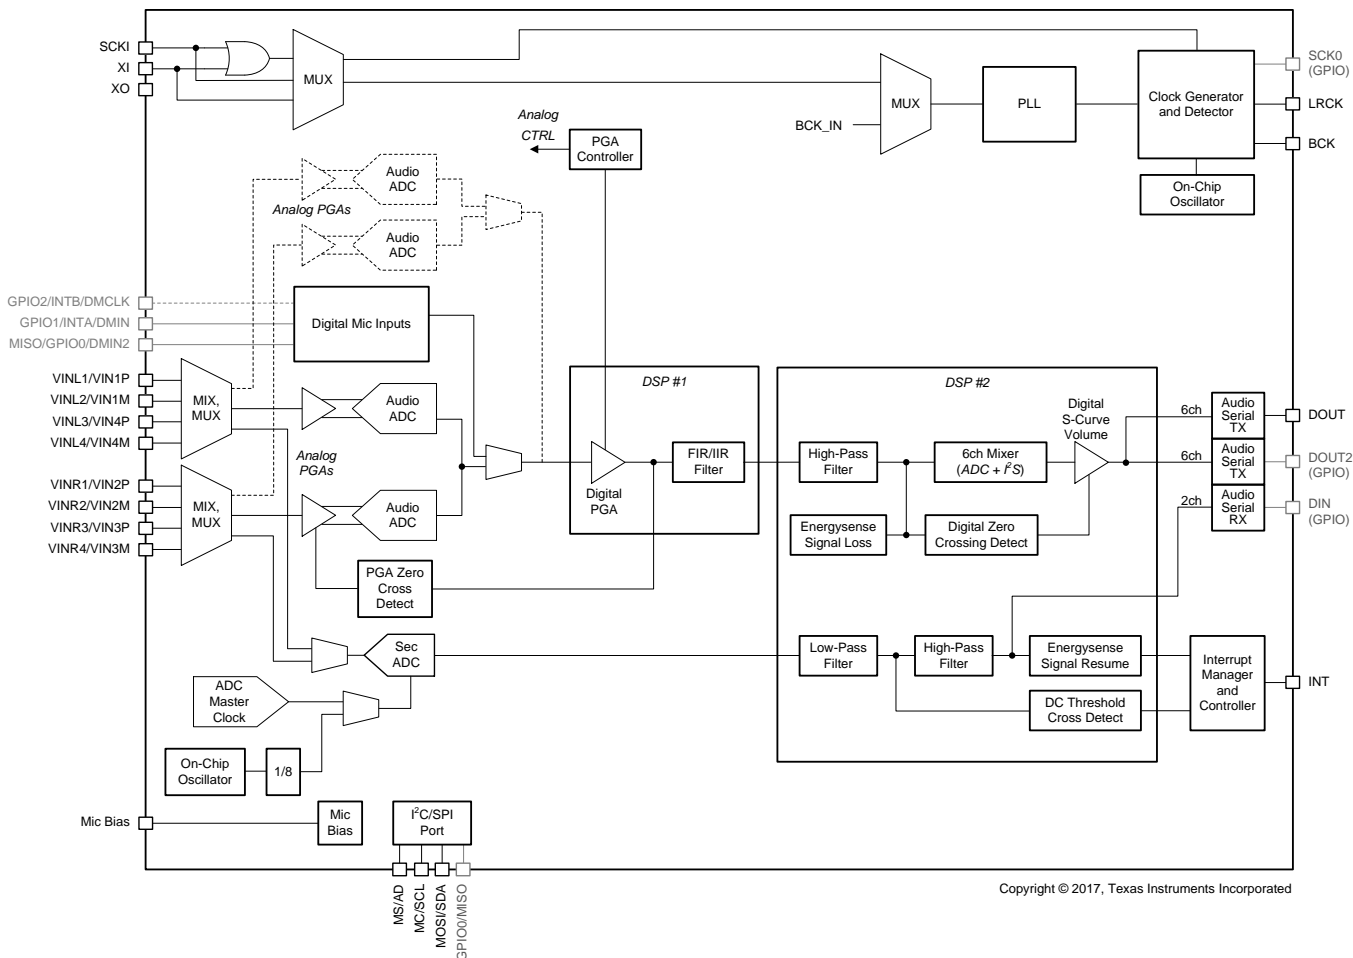 SCKI
XI
XO
MUX
BCK_IN
MUX
PLL
Clock Generator
and Detector
On-Chip
Oscillator
SCK0
(GPIO)
LRCK
BCK
Analog
CTRL
PGA
Controller
Audio
ADC
Analog PGAs
Audio
ADC
GPIO2/INTB/DMCLK
GPIO1/INTA/DMIN
MISO/GPIO0/DMIN2
Digital Mic Inputs
VINL1/VIN1P
VINL2/VIN1M
VINL3/VIN4P
VINL4/VIN4M
MIX,
MUX
Audio
ADC
Analog
PGAs
VINR1/VIN2P
VINR2/VIN2M
VINR3/VIN3P
VINR4/VIN3M
MIX,
MUX
Audio
ADC
DSP #1
Digital
PGA
FIR/IIR
Filter
PGA Zero
Cross
Detect
DSP #2
High-Pass
Filter
6ch Mixer
(ADC + I²S)
Digital
S-Curve
Volume
Energysense
Signal Loss
Digital Zero
Crossing Detect
6ch
Audio
Serial
TX
DOUT
6ch
Audio
Serial
TX
DOUT2
(GPIO)
2ch
Audio
Serial
RX
DIN
(GPIO)
Sec
ADC
Low-Pass
Filter
High-Pass
Filter
Energysense
Signal Resume
DC Threshold
Cross Detect
Interrupt
Manager
and
Controller
INT
ADC
Master
Clock
On-Chip
Oscillator
1/8
Mic Bias
Mic
Bias
I²C/SPI
Port
MS/AD
MC/SCL
MOSI/SDA
GPIO0/MISO
Copyright © 2017, Texas Instruments Incorporated